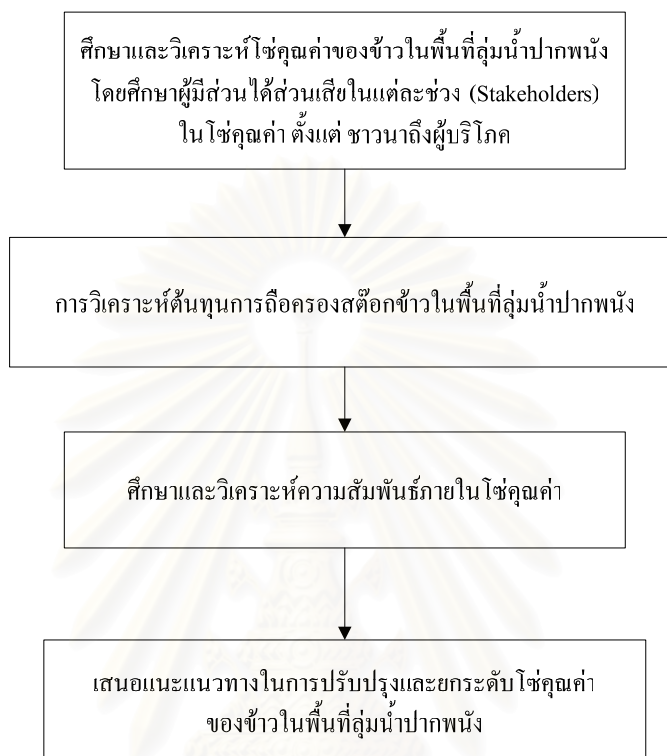 ศึกษาและวิเคราะห์โซ่คุณค่าของข้าวในพื้นที่ลุ่มน้ำปากพนัง
โดยศึกษาผู้มีส่วนได้ส่วนเสียในแต่ละช่วง (Stakeholders)
ในโซ่คุณค่า ตั้งแต่ ชาวนาถึงผู้บริโภค
การวิเคราะห์ต้นทุนการถือครองสต๊อกข้าวในพื้นที่ลุ่มน้ำปากพนัง
ศึกษาและวิเคราะห์ความสัมพันธ์ภายในโซ่คุณค่า
เสนอแนะแนวทางในการปรับปรุงและยกระดับโซ่คุณค่า
ของข้าวในพื้นที่ลุ่มน้ำปากพนัง